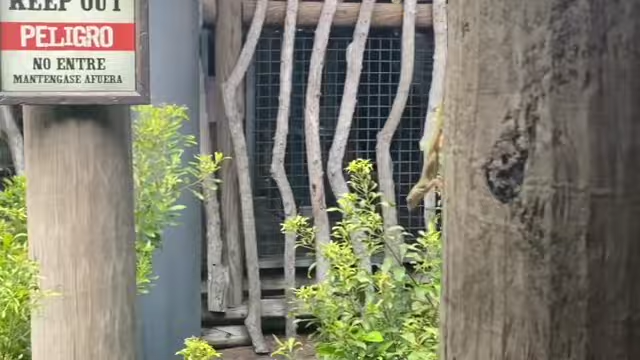 KEEP OUT
PELIGRO
NO ENTRE
MANTENGASE AFUERA